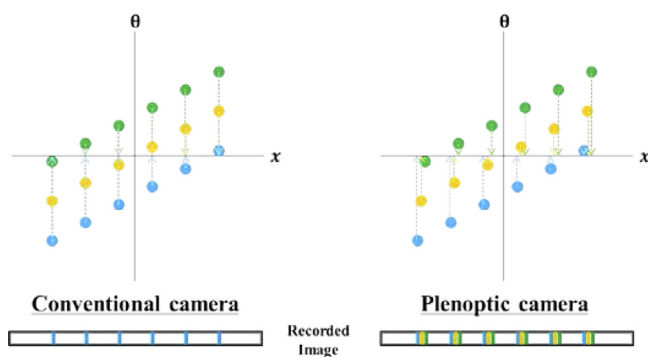 θ
θ
x
x
Conventional camera
Plenoptic camera
Recorded
Image